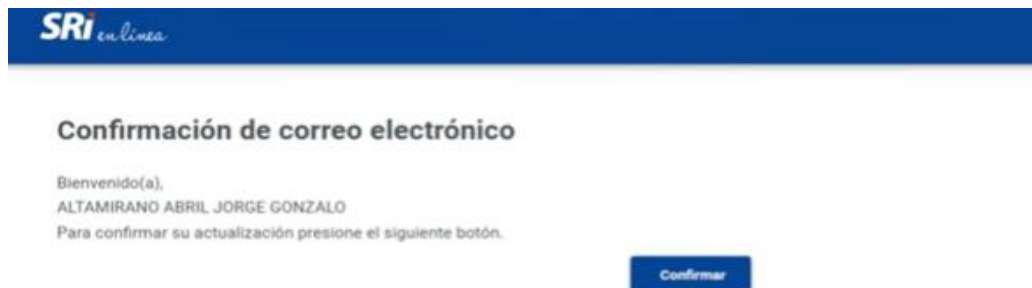 SRi en línea
Confirmación de correo electrónico
Bienvenido(a),
ALTAMIRANO ABRIL JORGE GONZALO
Para confirmar su actualización presione el siguiente botón.
Confirmar